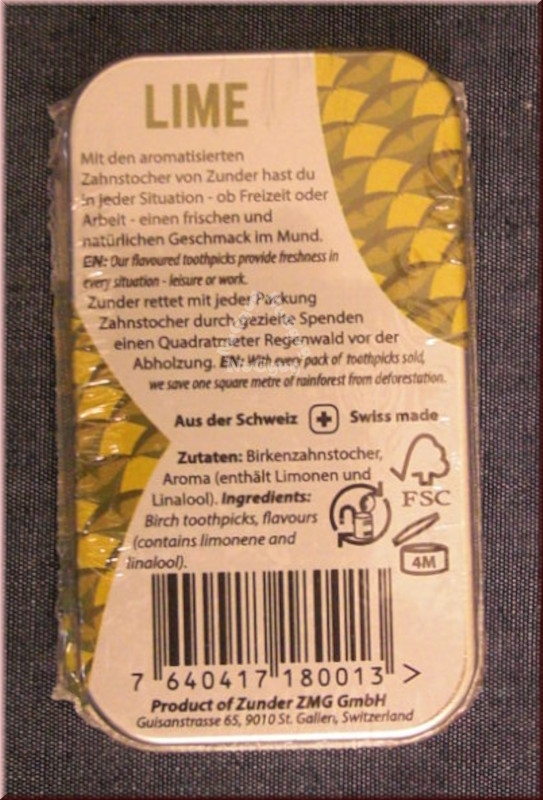 LIME
Mit den aromatisierten
Zahnstocher von Zunder hast du
in jeder Situation - ob Freizeit oder
Arbeit - einen frischen und
natürlichen Geschmack im Mund.
EN: Our flavoured toothpicks provide freshness in
every situation - leisure or work.
Zunder rettet mit jeder Packung
Zahnstocher durch gezielte Spenden
einen Quadratmeter Regenwald vor der
Abholzung. EN: With every pack of toothpicks sold,
we save one square metre of rainforest from deforestation.
Aus der Schweiz Swiss made
Zutaten: Birkenzahnstocher,
Aroma (enthält Limonen und
Linalool). Ingredients:
Birch toothpicks, flavours
(contains limonene and
linalool).
FSC
4M
7 640417 180013 >
Product of Zunder ZMG GmbH
Guisanstrasse 65, 9010 St. Gallen, Switzerland